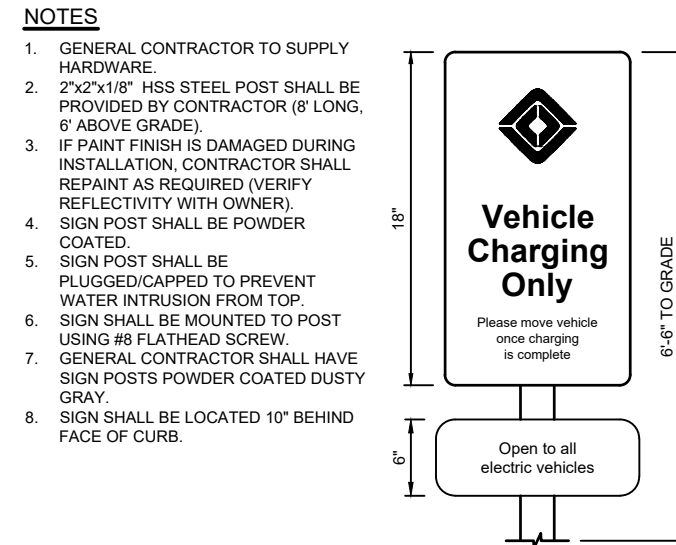 NOTES
1. GENERAL CONTRACTOR TO SUPPLY
HARDWARE.
2. 2"x2"x1/8" HSS STEEL POST SHALL BE
PROVIDED BY CONTRACTOR (8' LONG,
6' ABOVE GRADE).
3. IF PAINT FINISH IS DAMAGED DURING
INSTALLATION, CONTRACTOR SHALL
REPAINT AS REQUIRED (VERIFY
REFLECTIVITY WITH OWNER).
4. SIGN POST SHALL BE POWDER
COATED.
5. SIGN POST SHALL BE
PLUGGED/CAPPED TO PREVENT
WATER INTRUSION FROM TOP.
6. SIGN SHALL BE MOUNTED TO POST
USING #8 FLATHEAD SCREW.
7. GENERAL CONTRACTOR SHALL HAVE
SIGN POSTS POWDER COATED DUSTY
GRAY.
8. SIGN SHALL BE LOCATED 10" BEHIND
FACE OF CURB.
18"
Vehicle
Charging
Only
Please move vehicle
once charging
is complete
6'-6" TO GRADE
6"
Open to all
electric vehicles